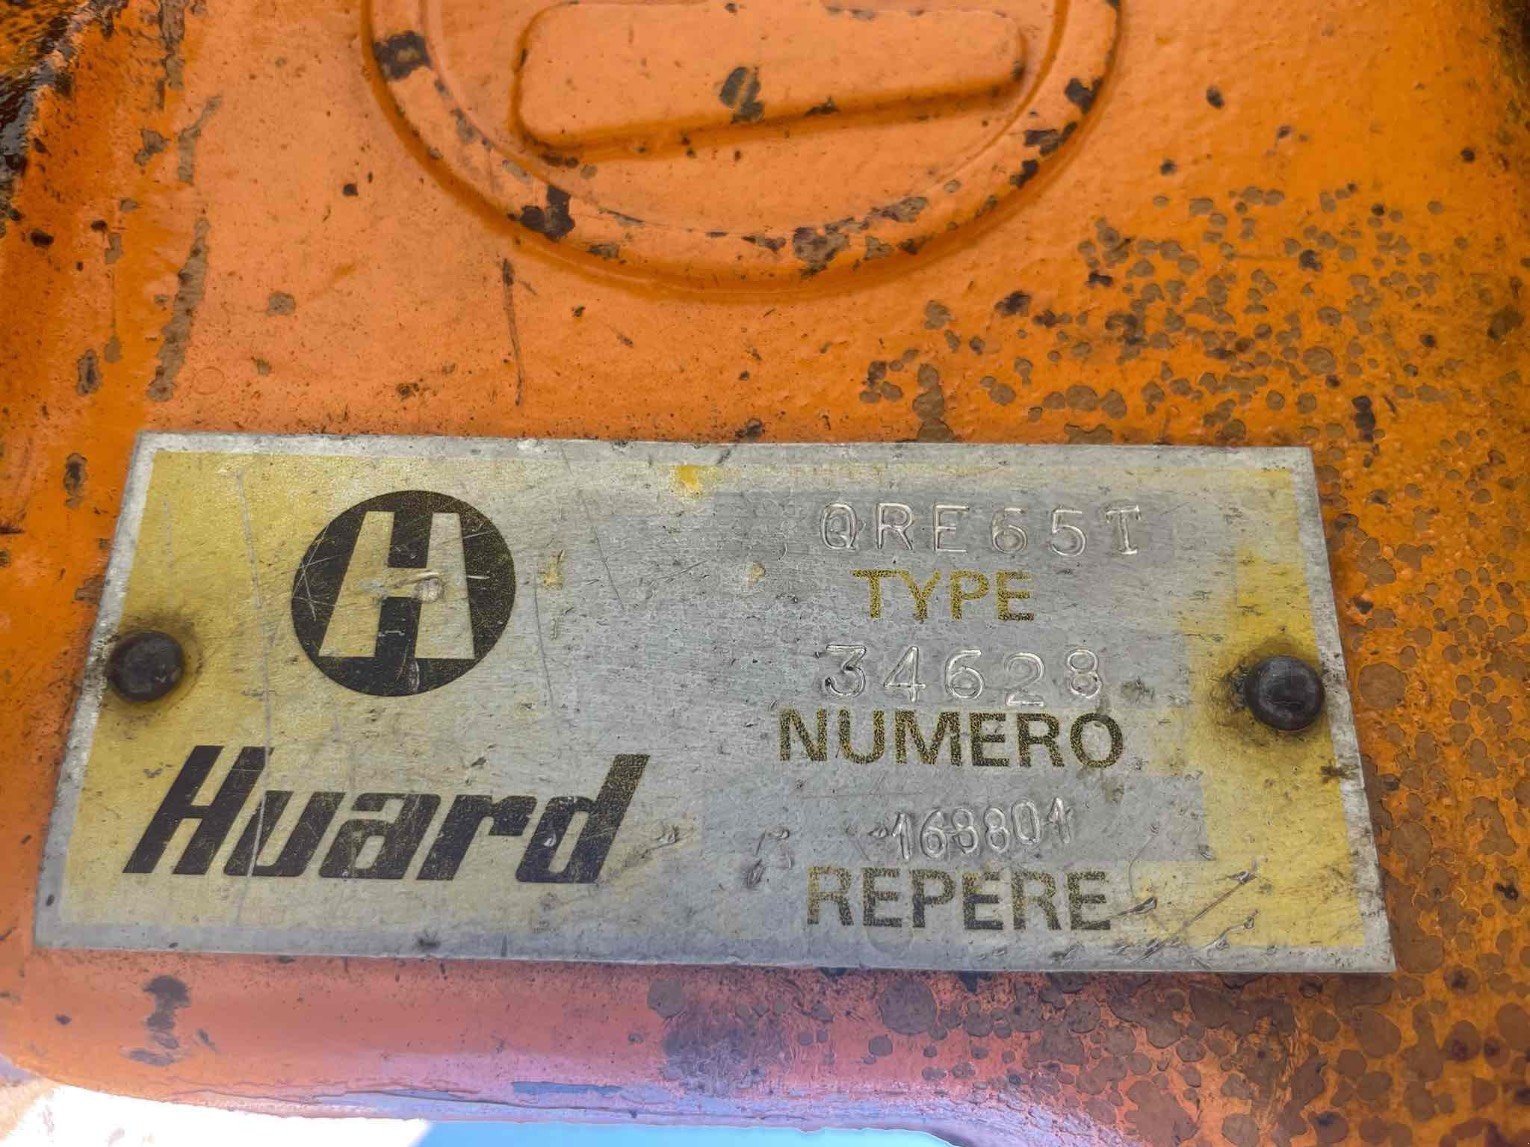 H
Huard
QRE65T
TYPE
34628
NUMERO
168801
REPERE